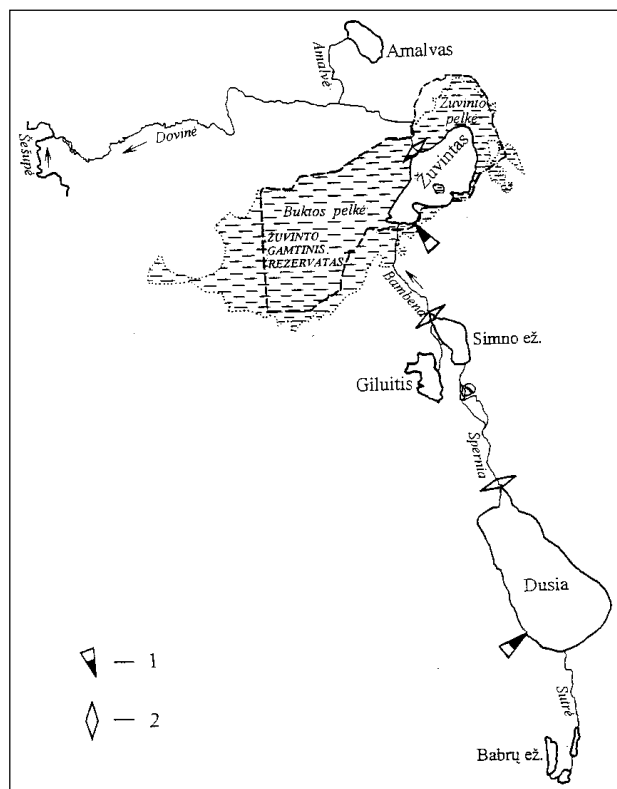 Amalvas
Amalvė
Žuvinto
pelkė
Dovinė
Šešupė
Žuvintas
Buktos pelkė
ŽUVINTO
GAMTINIS
REZERVATAS
Bambena
Simno ež.
Giluitis
Spernia
Dusia
1
2
Sutrė
Babrų ež.